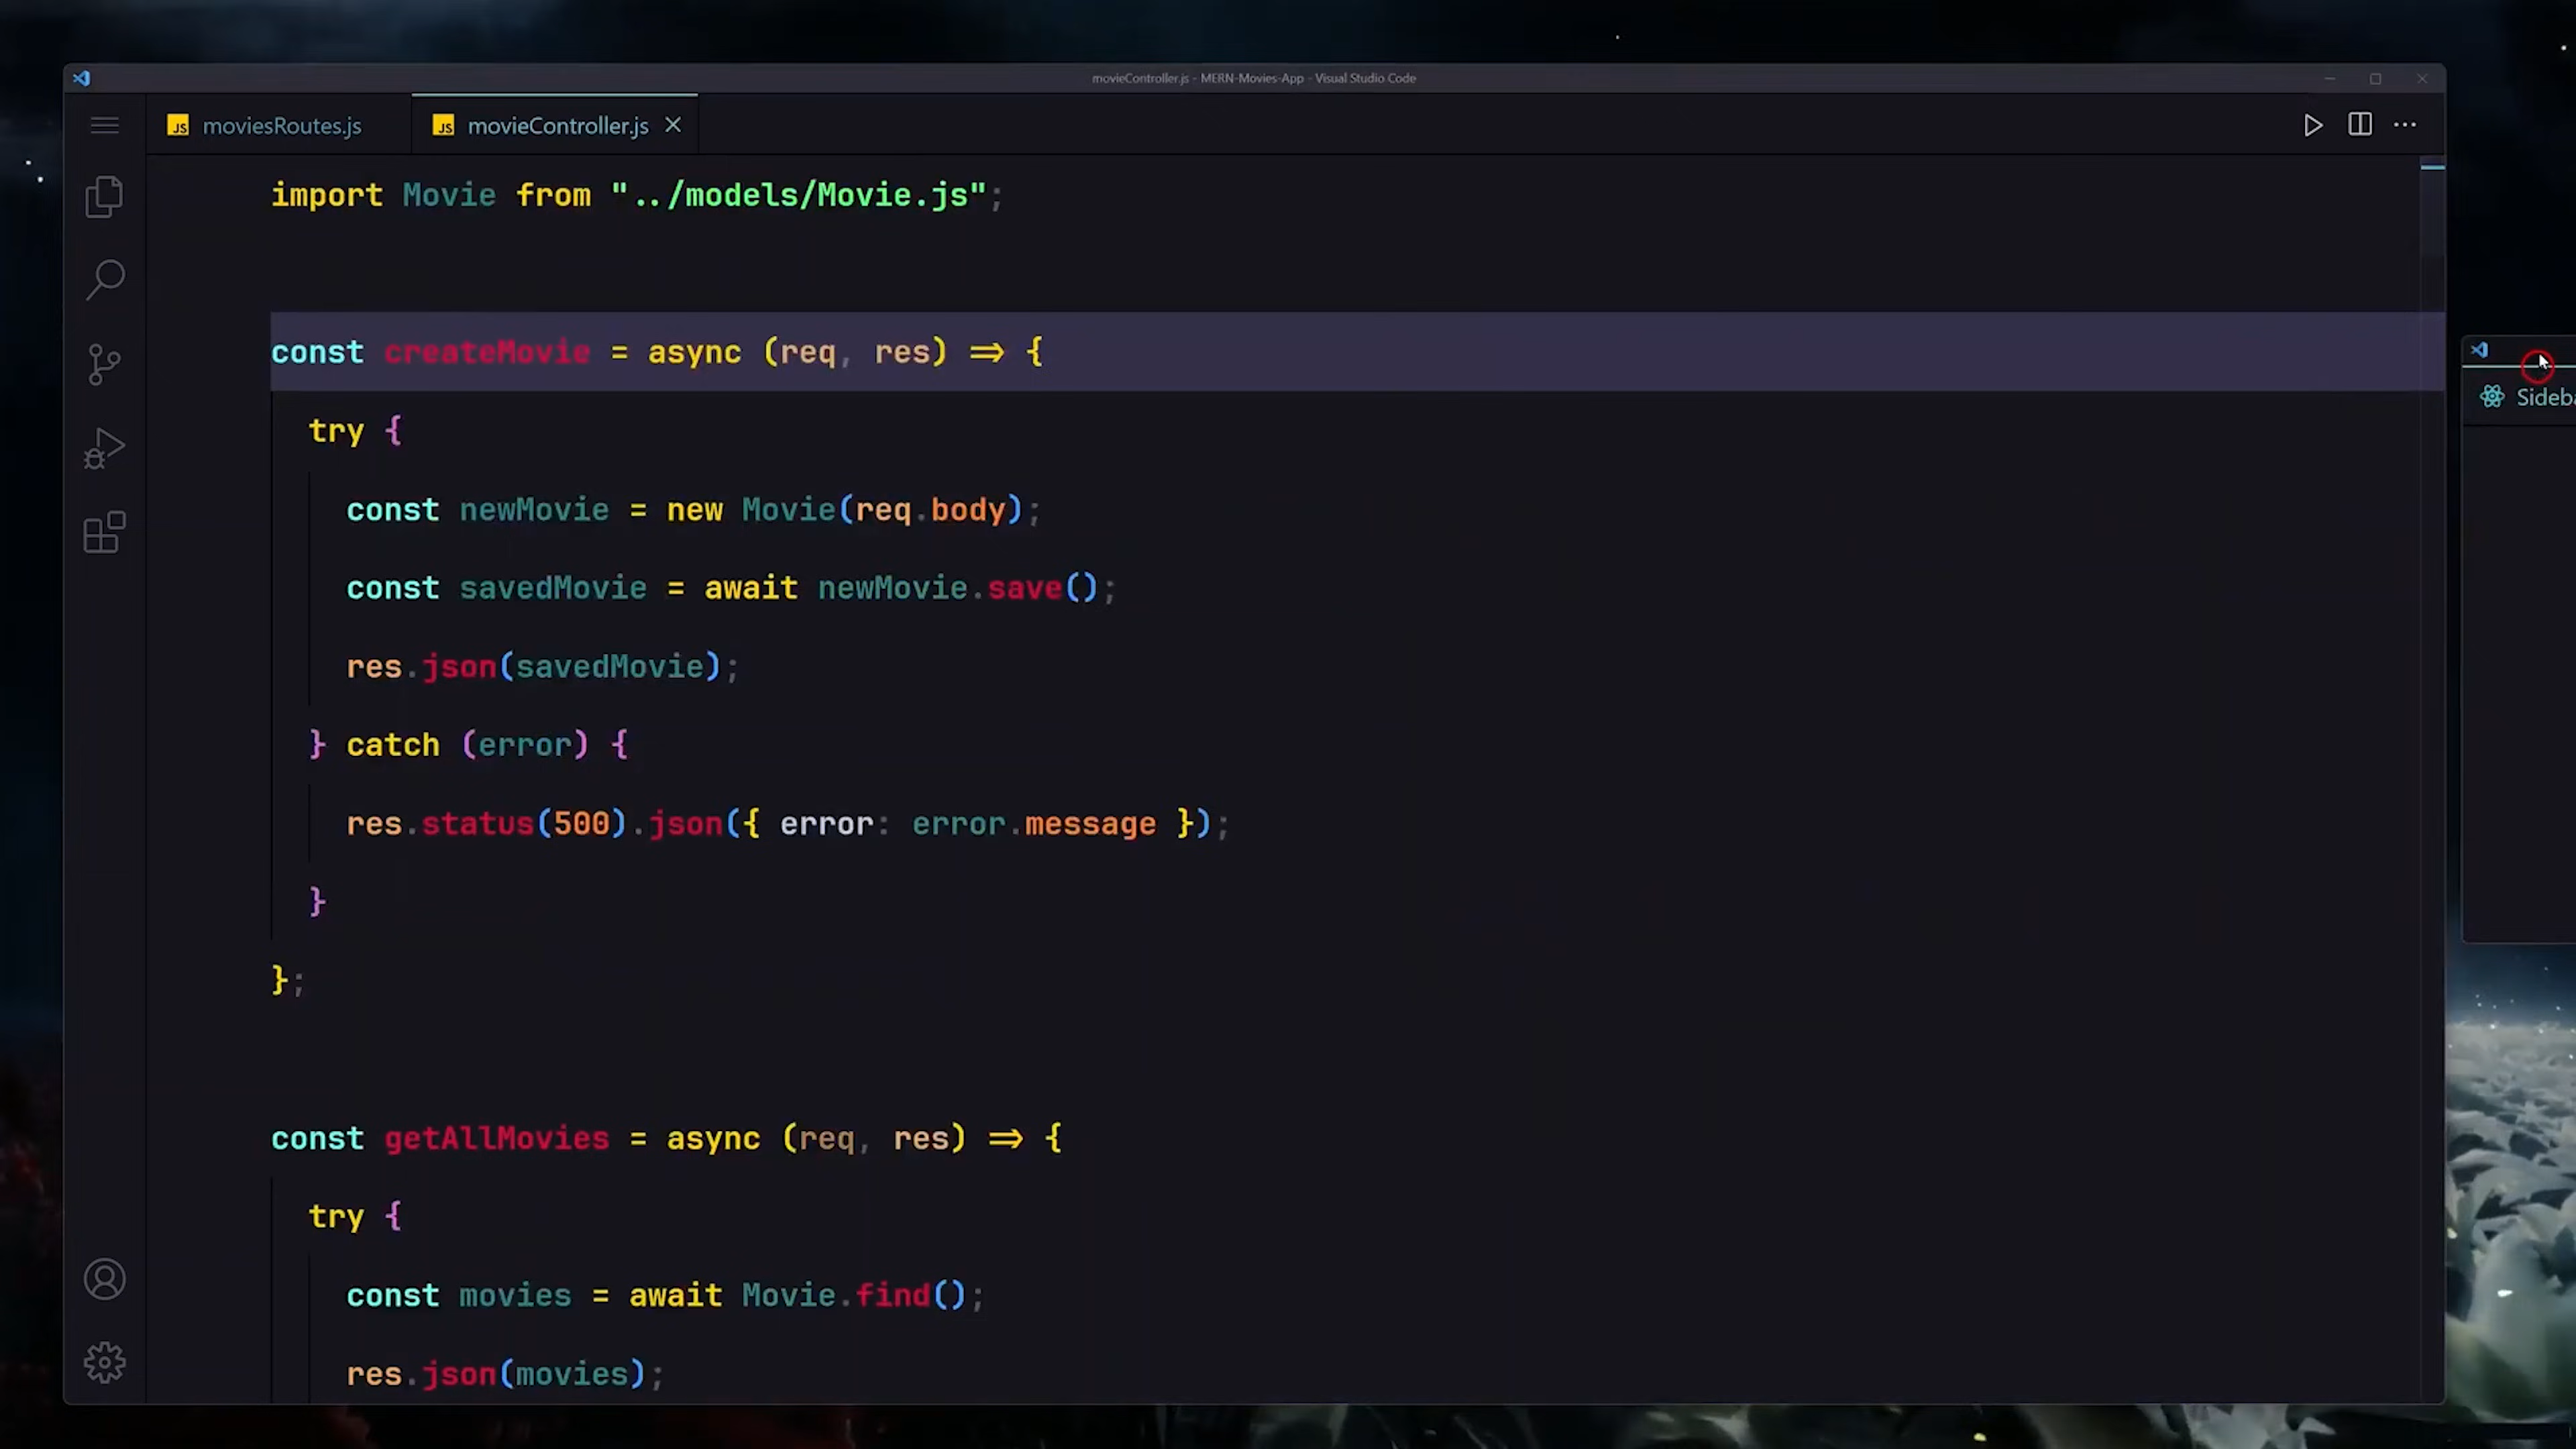 movieController.js - MERN-Movies-App - Visual Studio Code
JS moviesRoutes.js JS movieController.js
import Movie from "../models/Movie.js";
const createMovie = async (req, res) => {
try {
const newMovie = new Movie(req.body);
const savedMovie = await newMovie.save();
res.json(savedMovie);
} catch (error) {
res.status(500).json({ error: error.message });
}
};
const getAllMovies = async (req, res) => {
try {
const movies = await Movie.find();
res.json(movies);